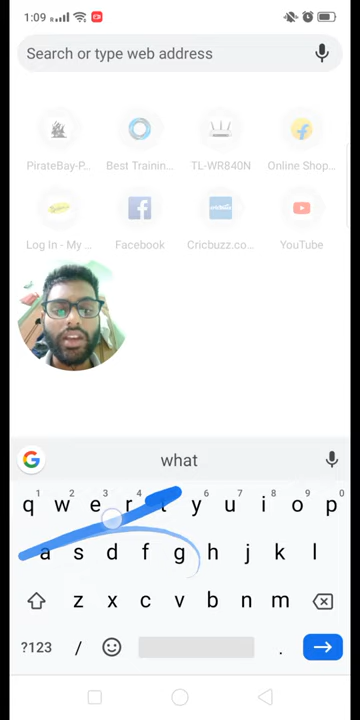 1:09
Search or type web address
PirateBay-P...
Best Trainin...
TL-WR840N
Online Shop...
Log In - My ...
Facebook
Cricbuzz.co...
YouTube
what
1 2 3 4 6 7 8 9 0
q w e r t y u i o p
a s d f g h j k l
z x c v b n m
?123 / .